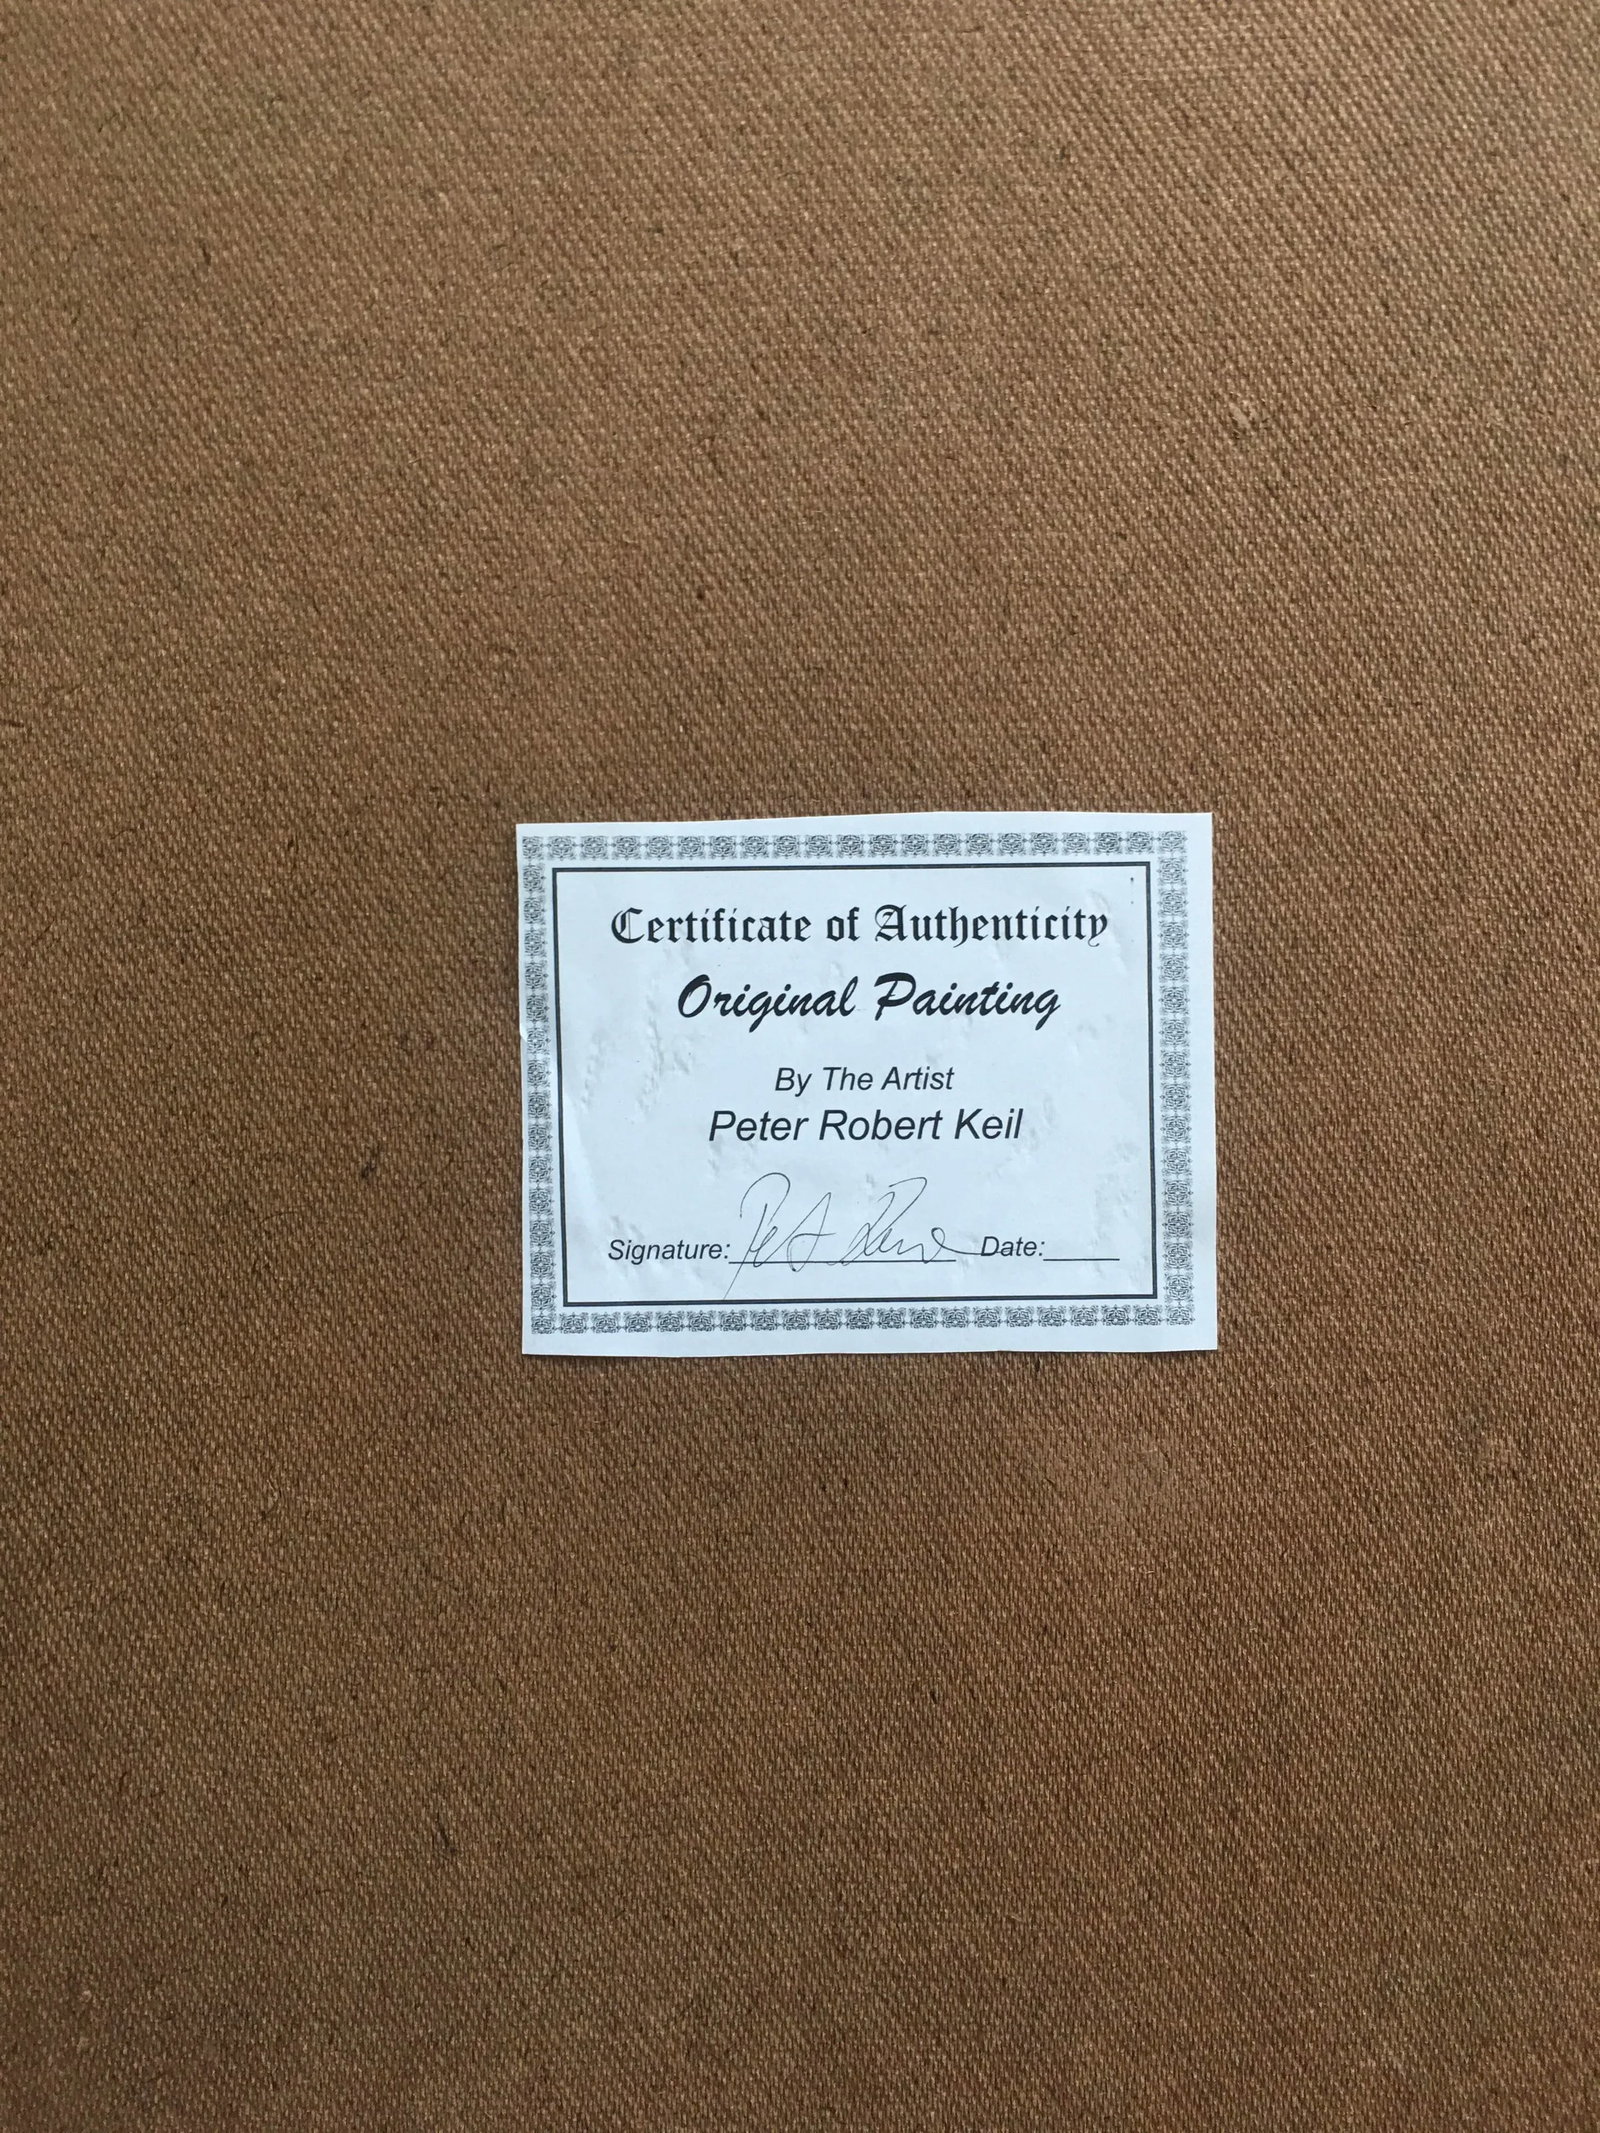 Certificate of Authenticity
Original Painting
By The Artist
Peter Robert Keil
Signature: Date: